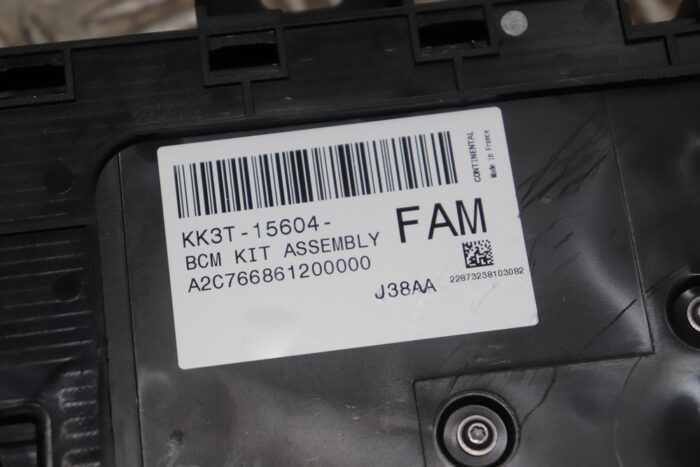 CONTINENTAL
Made in France
KK3T-15604-
FAM
BCM KIT ASSEMBLY
A2C766861200000
J38AA
22873238103082